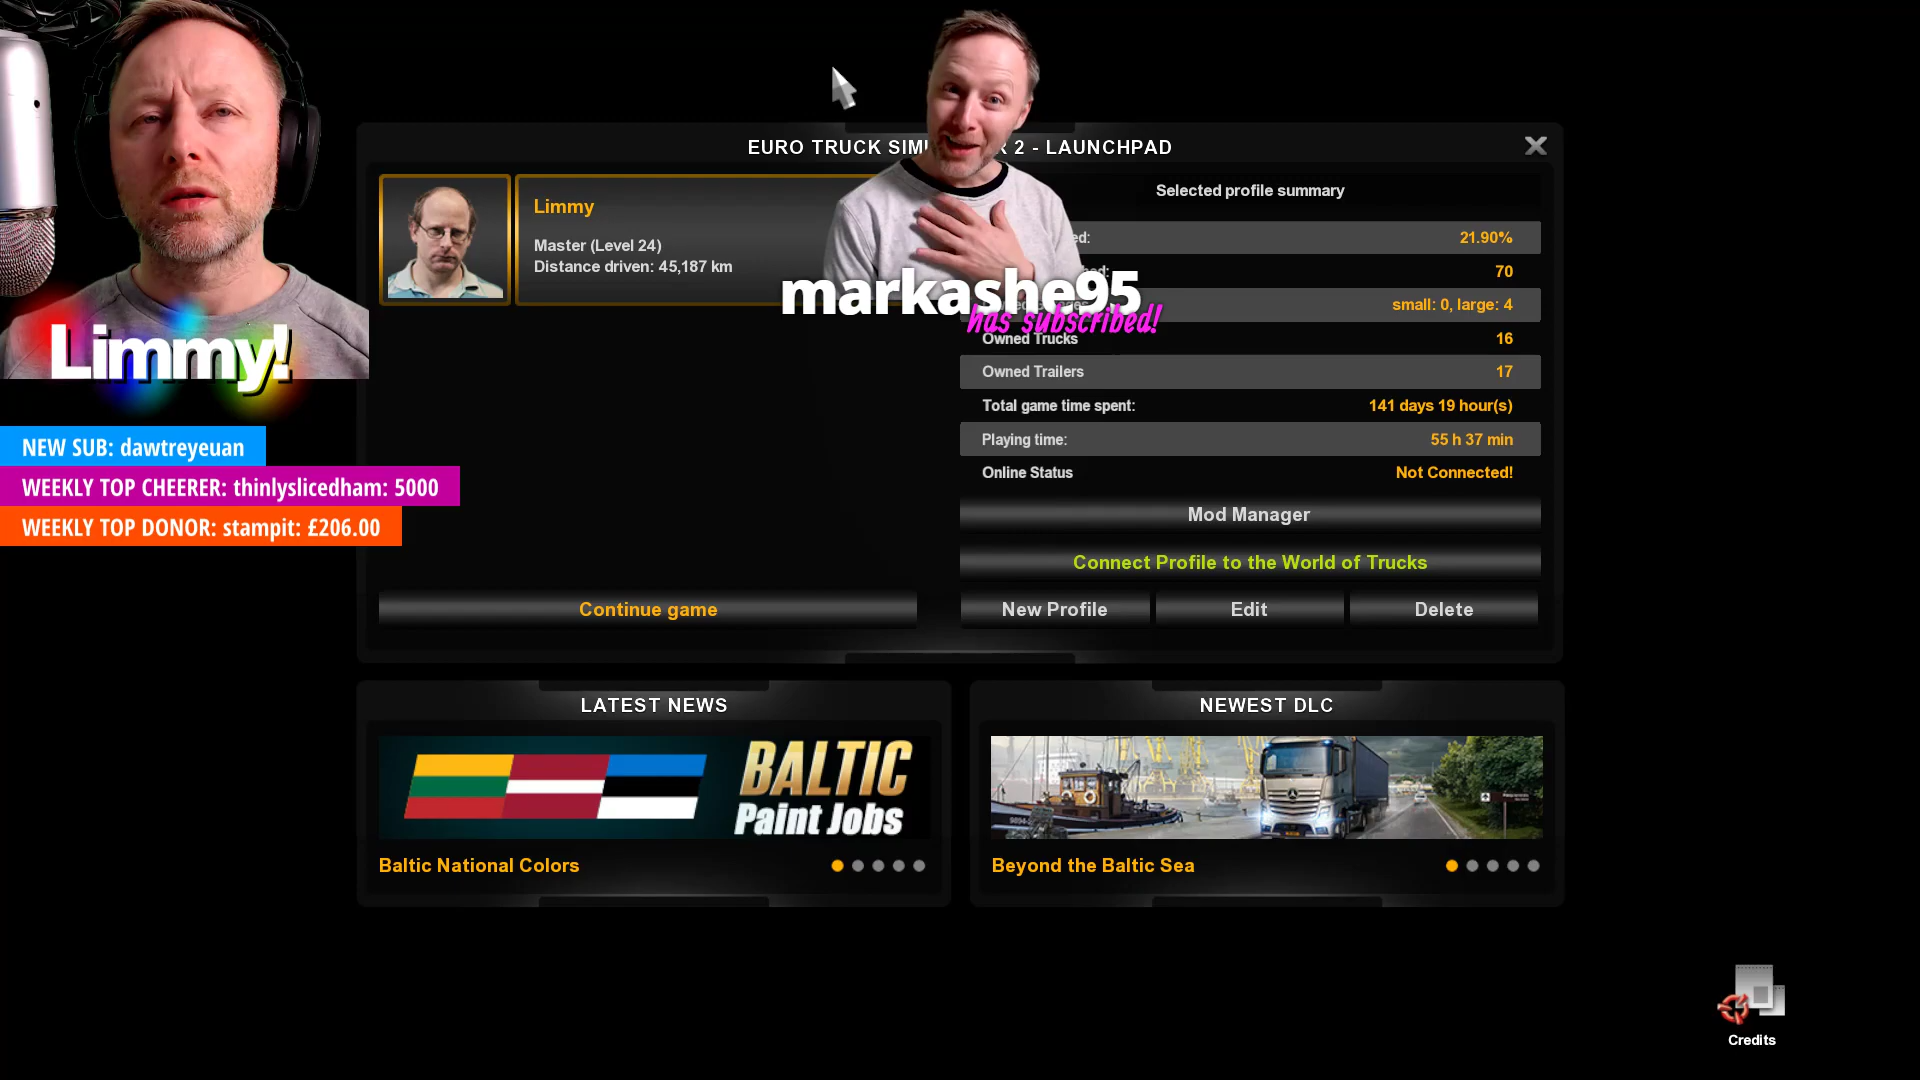 EURO TRUCK SIM R 2 - LAUNCHPAD
Limmy
Master (Level 24)
Distance driven: 45,187 km
Selected profile summary
21.90%
70
small: 0, large: 4
Owned Trucks 16
Owned Trailers 17
Total game time spent: 141 days 19 hour(s)
Playing time: 55 h 37 min
Online Status Not Connected!
markashe95
has subscribed!
Limmy!
NEW SUB: dawtreyeuan
WEEKLY TOP CHEERER: thinlyslicedham: 5000
WEEKLY TOP DONOR: stampit: £206.00
Mod Manager
Connect Profile to the World of Trucks
Continue game
New Profile
Edit
Delete
LATEST NEWS
BALTIC
Paint Jobs
Baltic National Colors
NEWEST DLC
Beyond the Baltic Sea
Credits